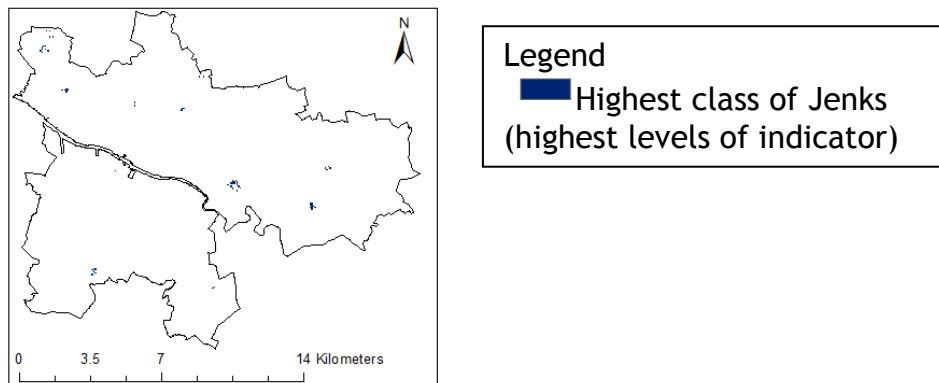 N
0 3.5 7 14 Kilometers
Legend
Highest class of Jenks
(highest levels of indicator)